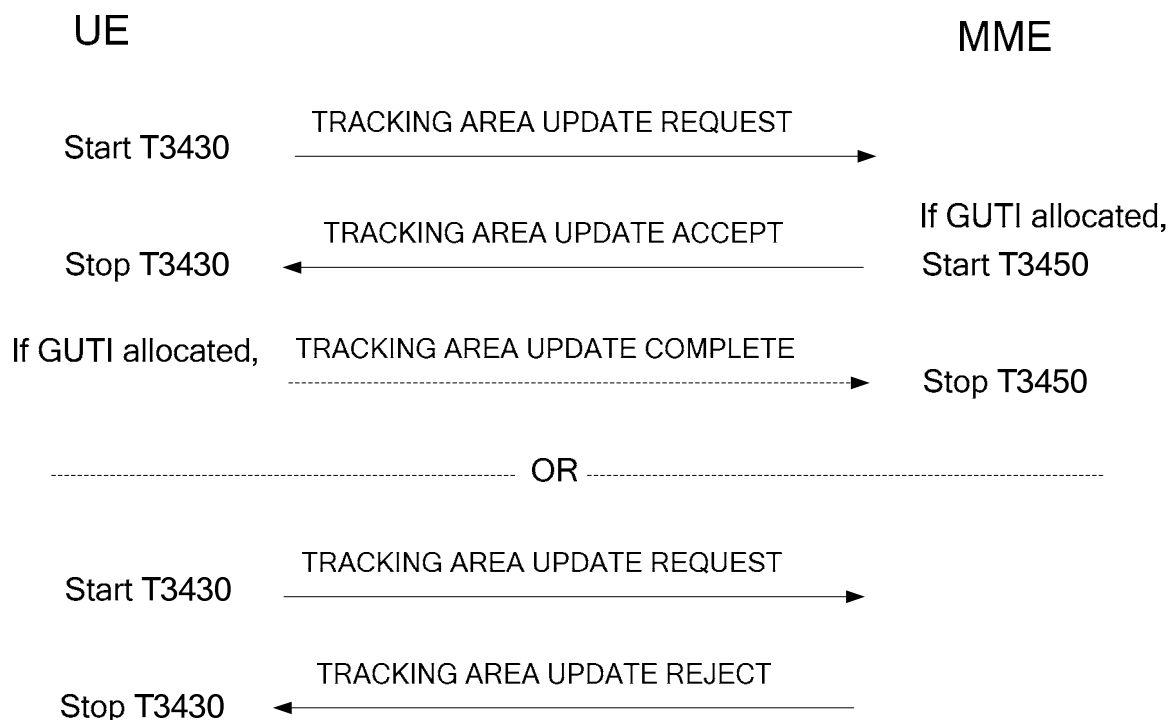 UE
MME
TRACKING AREA UPDATE REQUEST
Start T3430
If GUTI allocated,
TRACKING AREA UPDATE ACCEPT
Stop T3430
Start T3450
If GUTI allocated,
TRACKING AREA UPDATE COMPLETE
Stop T3450
OR
TRACKING AREA UPDATE REQUEST
Start T3430
TRACKING AREA UPDATE REJECT
Stop T3430